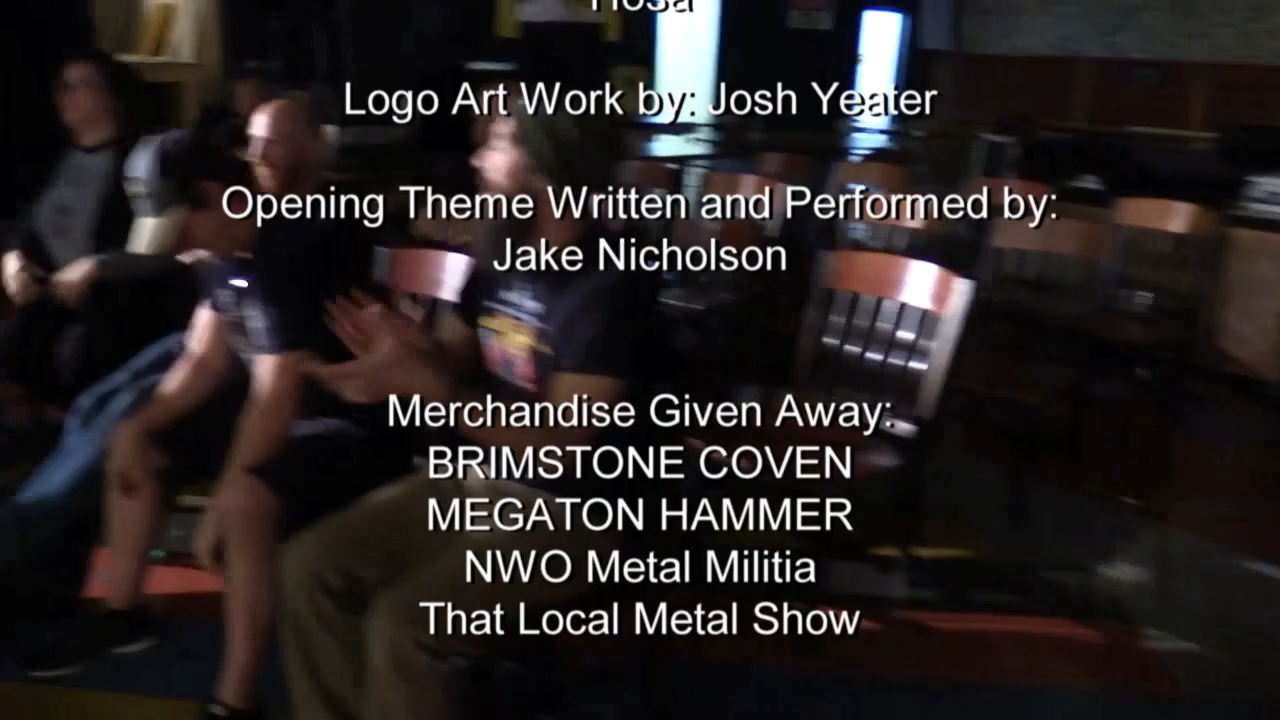 Hosa
Logo Art Work by: Josh Yeater
Opening Theme Written and Performed by:
Jake Nicholson
Merchandise Given Away:
BRIMSTONE COVEN
MEGATON HAMMER
NWO Metal Militia
That Local Metal Show